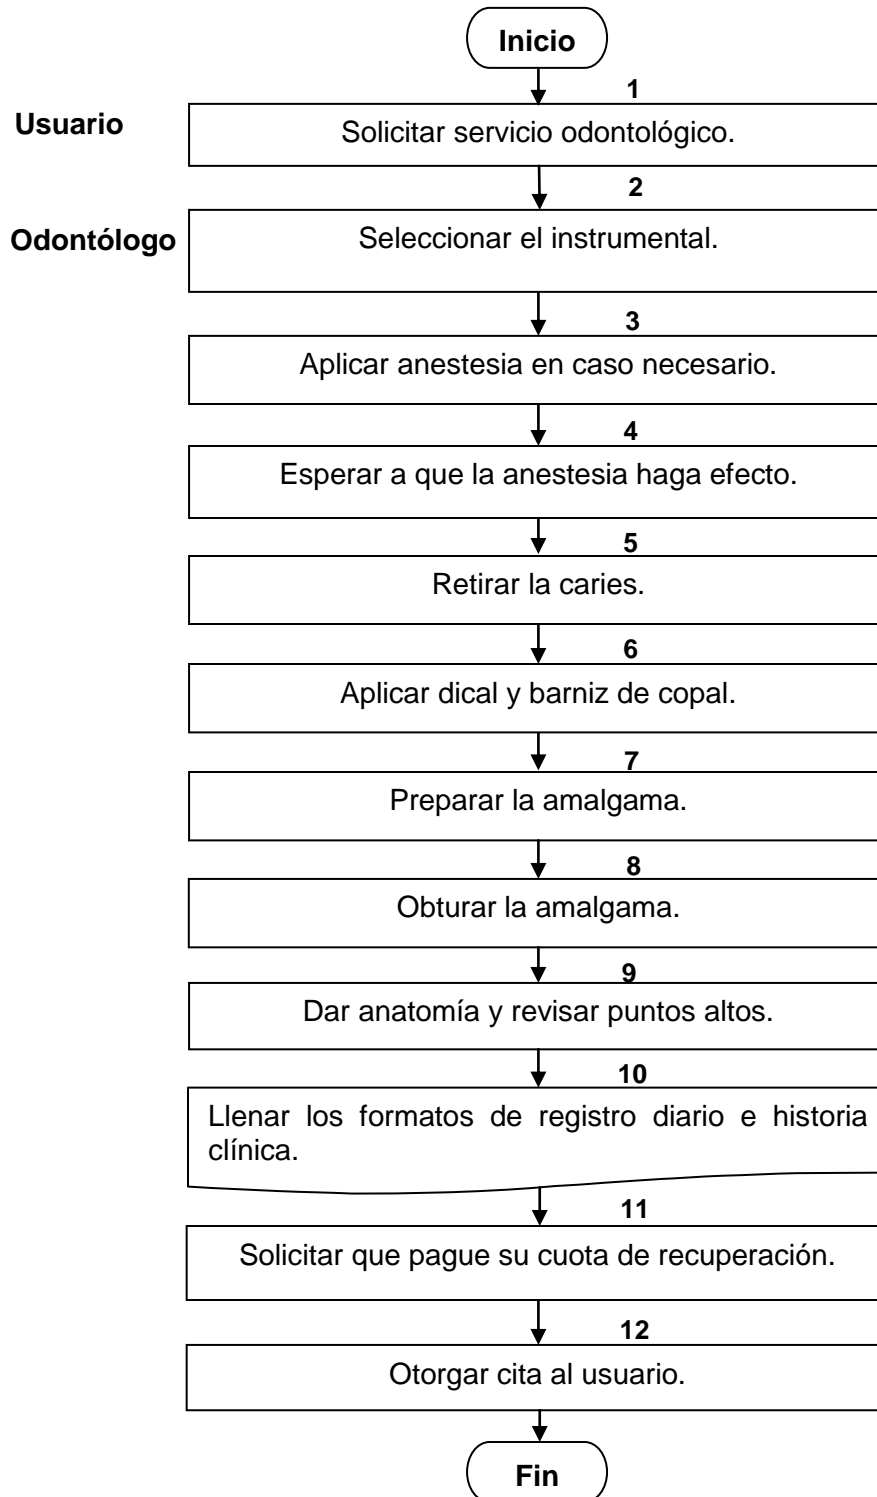 Inicio
1
Usuario
Solicitar servicio odontológico.
2
Odontólogo
Seleccionar el instrumental.
3
Aplicar anestesia en caso necesario.
4
Esperar a que la anestesia haga efecto.
5
Retirar la caries.
6
Aplicar dical y barniz de copal.
7
Preparar la amalgama.
8
Obturar la amalgama.
9
Dar anatomía y revisar puntos altos.
10
Llenar los formatos de registro diario e historia
clínica.
11
Solicitar que pague su cuota de recuperación.
12
Otorgar cita al usuario.
Fin